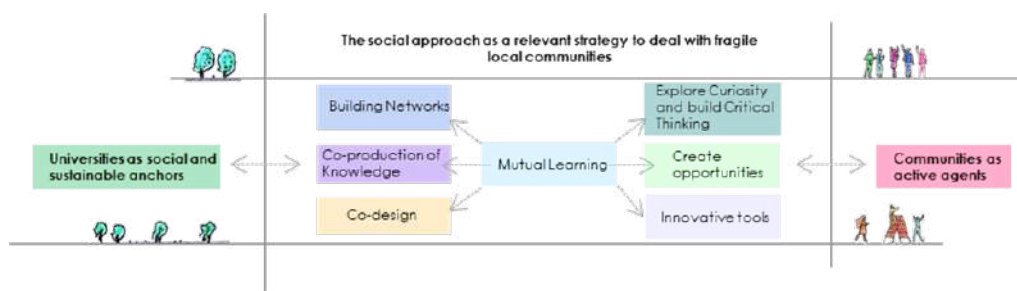 The social approach as a relevant strategy to deal with fragile
local communities
Building Networks
Explore Curiosity
and build Critical
Thinking
Universities as social and
sustainable anchors
Co-production of
Knowledge
Mutual Learning
Create
opportunities
Communities as
active agents
Co-design
Innovative tools